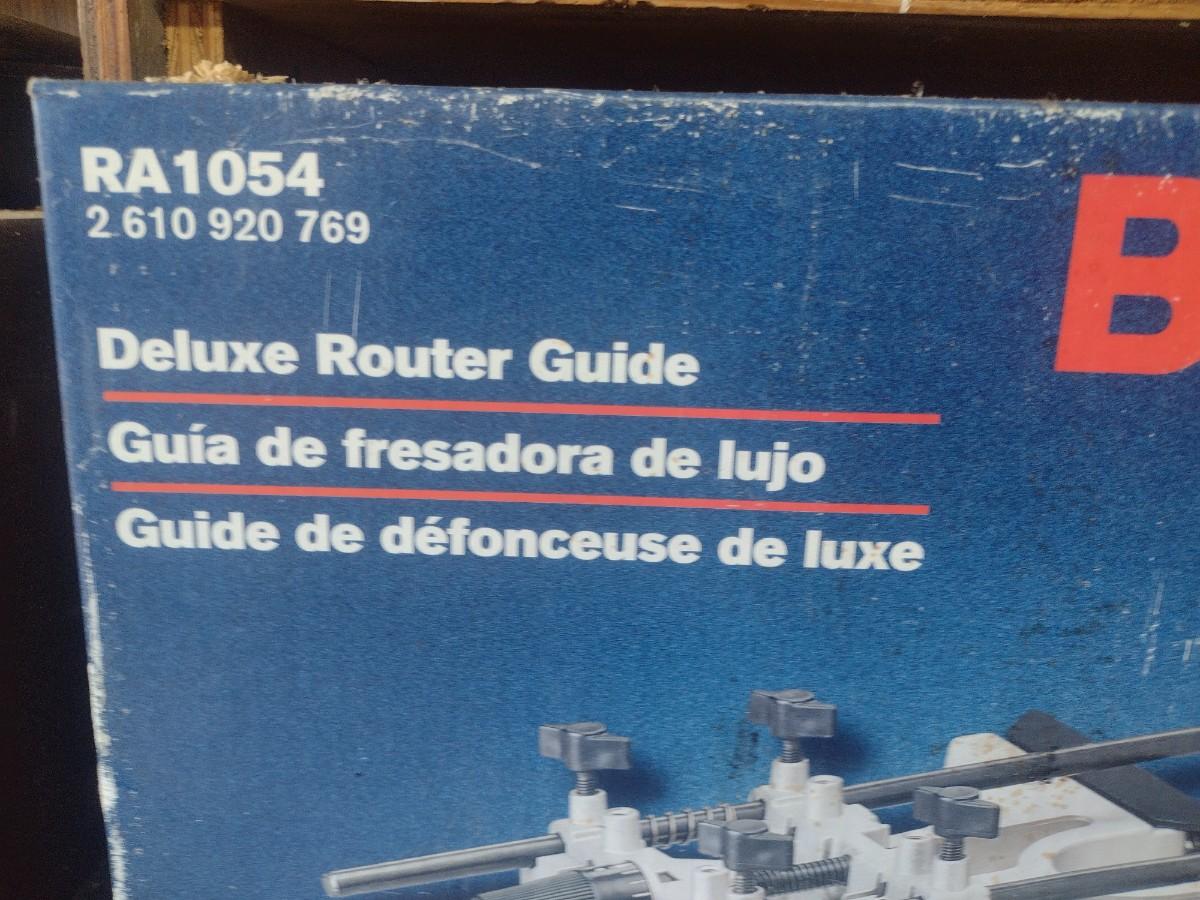 RA1054
2 610 920 769
B
Deluxe Router Guide
Guía de fresadora de lujo
Guide de défonceuse de luxe